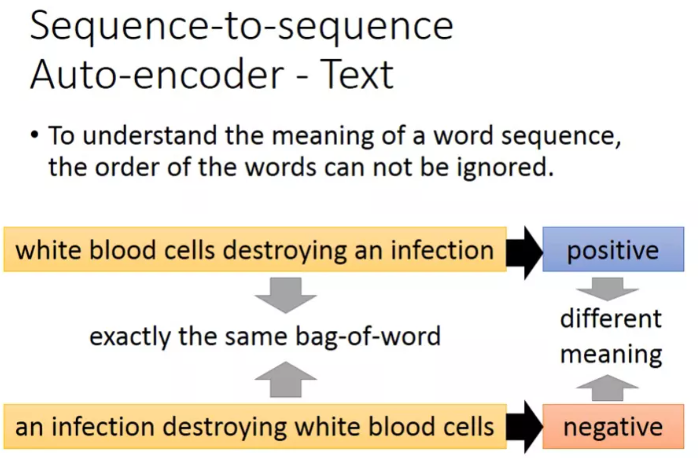 Sequence-to-sequence
Auto-encoder - Text
• To understand the meaning of a word sequence,
the order of the words can not be ignored.
white blood cells destroying an infection
positive
exactly the same bag-of-word
different
meaning
an infection destroying white blood cells
negative